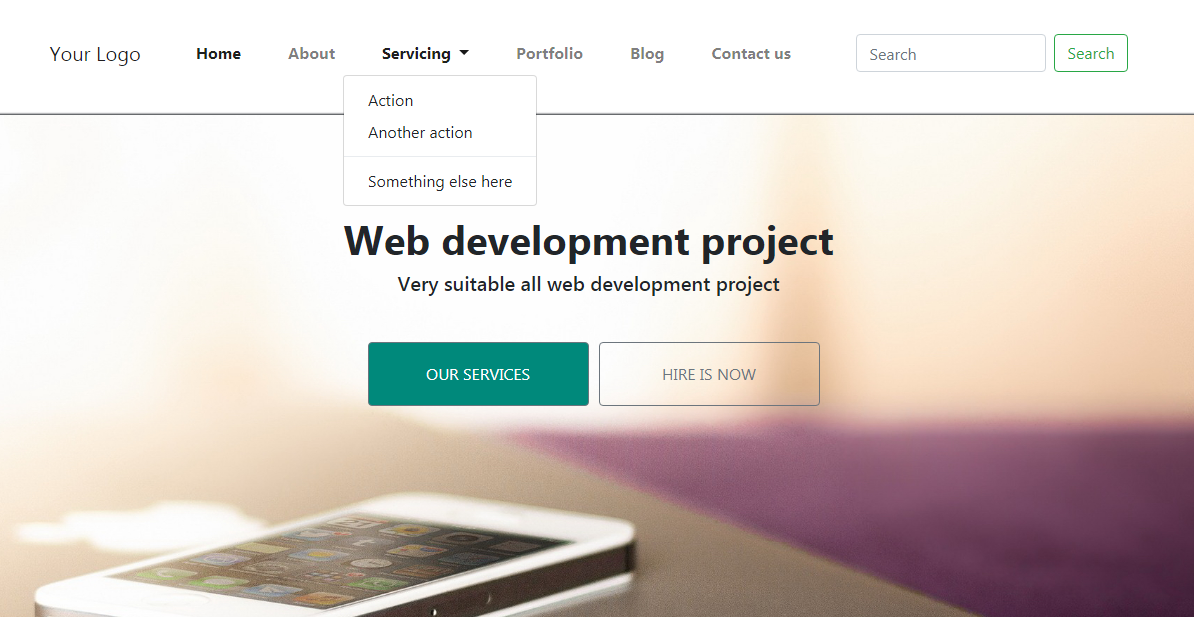 Your Logo Home About Servicing Portfolio Blog Contact us Search Search
Action
Another action
Something else here
Web development project
Very suitable all web development project
OUR SERVICES HIRE IS NOW